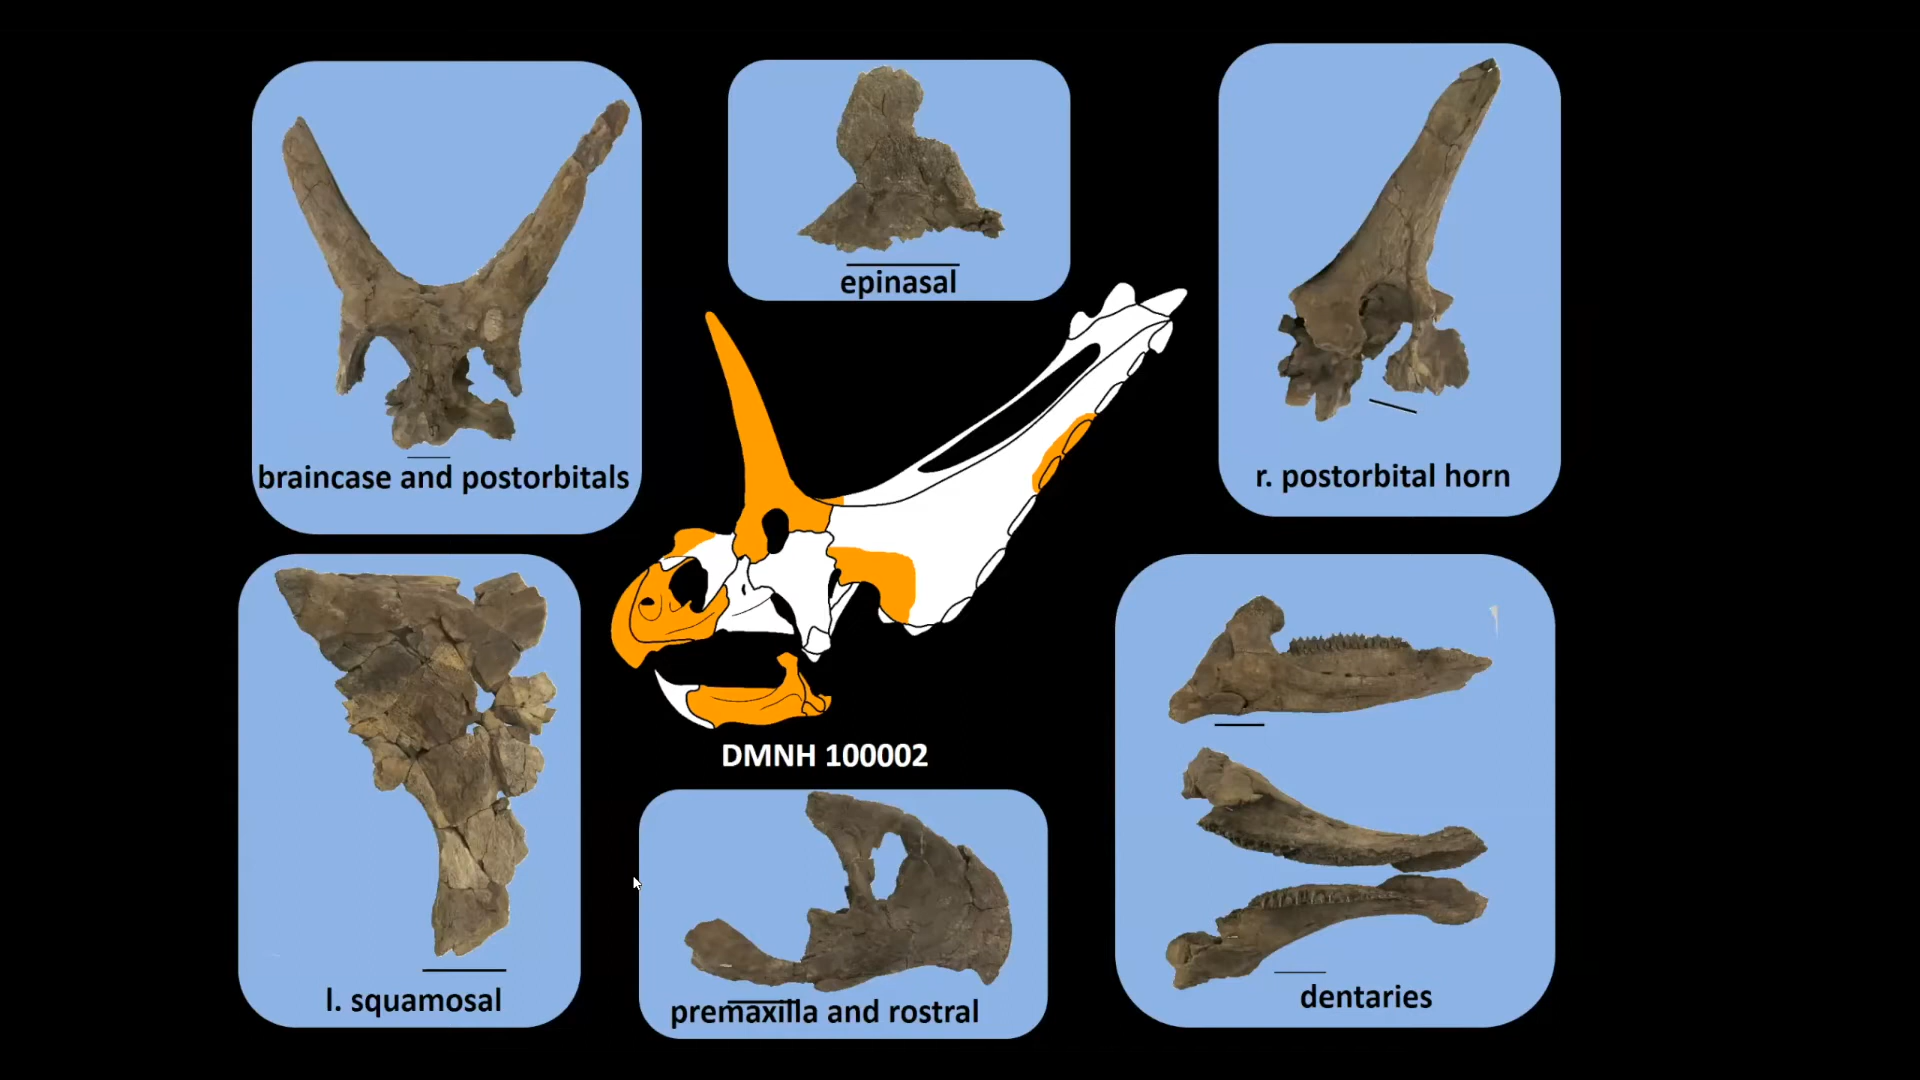 epinasal
braincase and postorbitals
r. postorbital horn
DMNH 100002
l. squamosal
premaxilla and rostral
dentaries